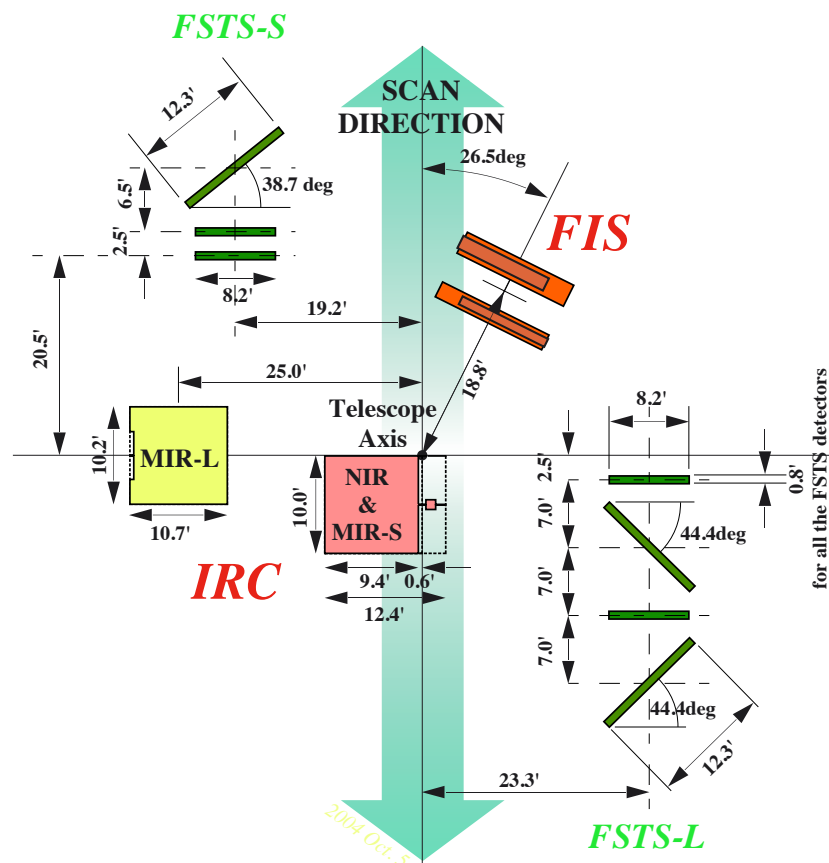 FSTS-S
SCAN
DIRECTION
12.3'
26.5deg
38.7 deg
6.5'
FIS
2.5'
8.2'
19.2'
20.5'
25.0'
18.8'
8.2'
Telescope
Axis
10.2'
MIR-L
2.5'
0.8'
for all the FSTS detectors
NIR
&
MIR-S
10.0'
7.0'
44.4deg
10.7'
IRC
9.4'
0.6'
7.0'
12.4'
7.0'
44.4deg
12.3'
23.3'
FSTS-L
2004 Oct. 5